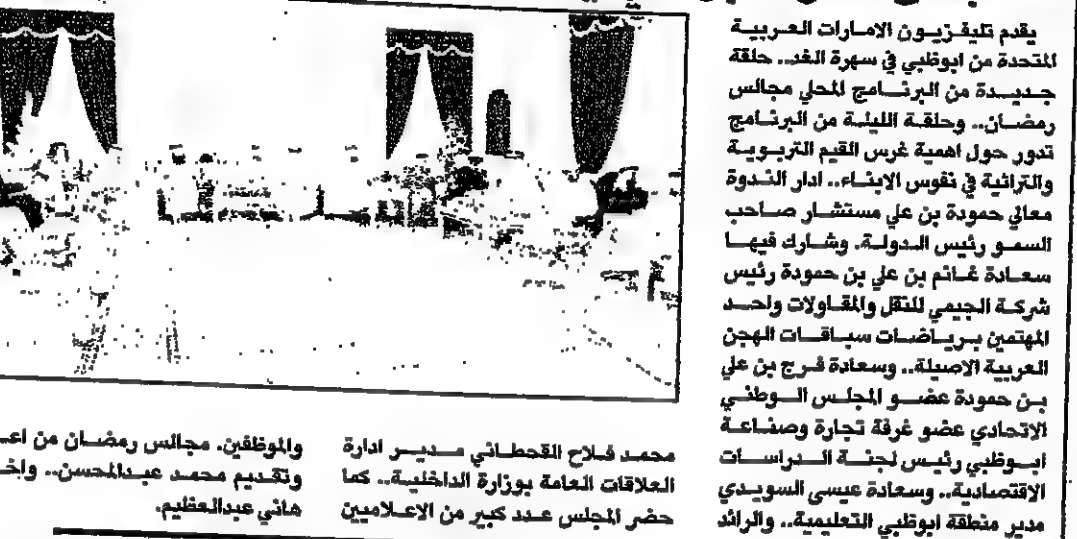 يقدم تليفزيون الامارات العربية
المتحدة من ابوظبي في سهرة الغد.. حلقة
جديدة من البرنامج المحلي مجالس
رمضان.. وحلقة الليلة من البرنامج
تدور حول اهمية غرس القيم التربوية
والتراثية في نفوس الابناء.. ادار الندوة
معالي حمودة بن علي مستشار صاحب
السمو رئيس الدولة. وشارك فيها
سعادة غانم بن علي بن حمودة رئيس
شركة الجيمي للنقل والمقاولات واحد
المهتمين برياضات سباقات الهجن
العربية الاصيلة.. وسعادة فرج بن علي
بن حمودة عضو المجلس الوطني
الاتحادي عضو غرفة تجارة وصناعة
ابوظبي رئيس لجنة الدراسات
الاقتصادية.. وسعادة عيسى السويدي
مدير منطقة ابوظبي التعليمية.. والرائد
محمد فلاح القحطاني مدير ادارة
العلاقات العامة بوزارة الداخلية.. كما
حضر المجلس عدد كبير من الاعلاميين
والموظفين. مجالس رمضان من
وتقديم محمد عبدالمحسن..
هاني عبدالعظيم.